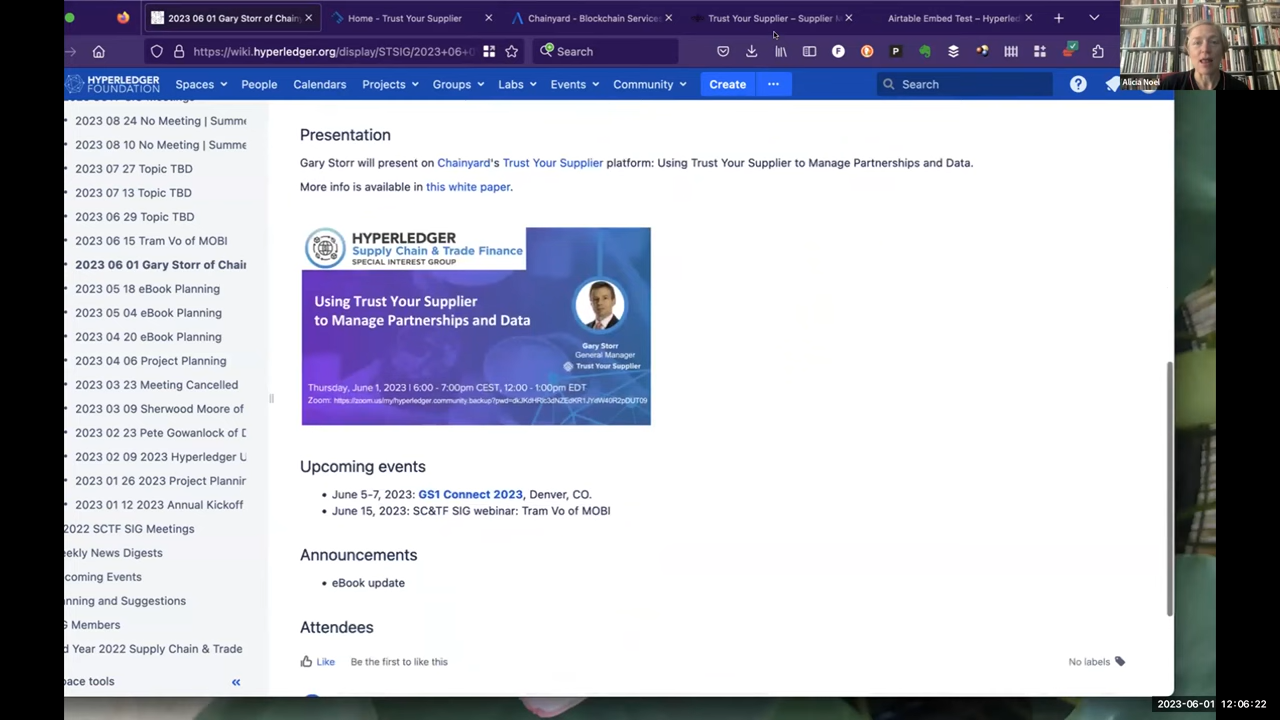 2023 06 01 Gary Storr of Chain
Home - Trust Your Supplier
Chainyard - Blockchain Services
Trust Your Supplier – Supplier M
Airtable Embed Test – Hyperled
https://wiki.hyperledger.org/display/STSIG/2023+06+0
Search
HYPERLEDGER
FOUNDATION
Spaces
People
Calendars
Projects
Groups
Labs
Events
Community
Create
Search
Alicia Noel
2023 08 24 No Meeting | Summe
2023 08 10 No Meeting | Summe
2023 07 27 Topic TBD
2023 07 13 Topic TBD
2023 06 29 Topic TBD
2023 06 15 Tram Vo of MOBI
2023 06 01 Gary Storr of Chair
2023 05 18 eBook Planning
2023 05 04 eBook Planning
2023 04 20 eBook Planning
2023 04 06 Project Planning
2023 03 23 Meeting Cancelled
2023 03 09 Sherwood Moore of
2023 02 23 Pete Gowanlock of D
2023 02 09 2023 Hyperledger U
2023 01 26 2023 Project Plannin
2023 01 12 2023 Annual Kickoff
2022 SCTF SIG Meetings
eekly News Digests
coming Events
anning and Suggestions
G Members
d Year 2022 Supply Chain & Trade
pace tools
Presentation
Gary Storr will present on Chainyard's Trust Your Supplier platform: Using Trust Your Supplier to Manage Partnerships and Data.
More info is available in this white paper.
HYPERLEDGER
Supply Chain & Trade Finance
SPECIAL INTEREST GROUP
Using Trust Your Supplier
to Manage Partnerships and Data
Gary Storr
General Manager
Trust Your Supplier
Thursday, June 1, 2023 | 6:00 - 7:00pm CEST, 12:00 - 1:00pm EDT
Zoom:
Upcoming events
• June 5-7, 2023: GS1 Connect 2023, Denver, CO.
• June 15, 2023: SC&TF SIG webinar: Tram Vo of MOBI
Announcements
• eBook update
Attendees
Like Be the first to like this
No labels
2023-06-01 12:06:22